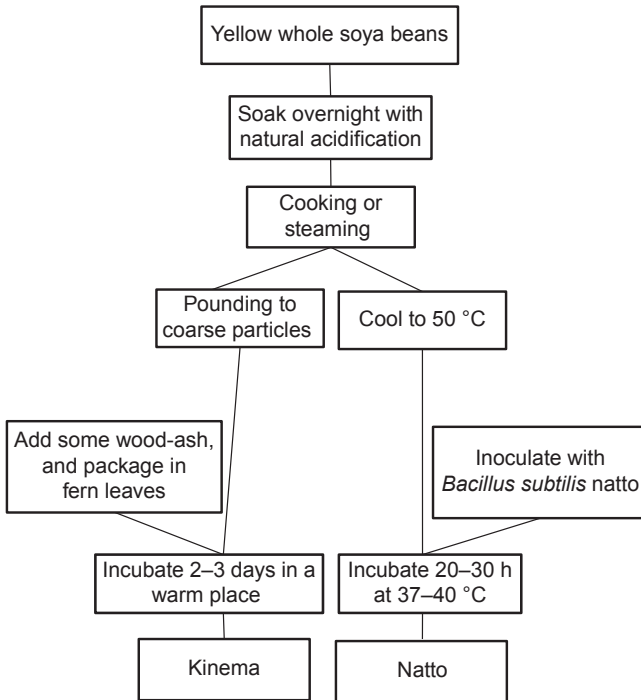 Yellow whole soya beans
Soak overnight with
natural acidification
Cooking or
steaming
Pounding to
coarse particles
Cool to 50 °C
Add some wood-ash,
and package in
fern leaves
Inoculate with
Bacillus subtilis natto
Incubate 2–3 days in a
warm place
Incubate 20–30 h
at 37–40 °C
Kinema
Natto